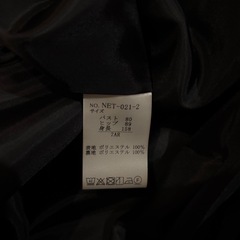 NO. NET-021-2
サイズ
バスト 80
ヒップ 89
身長 158
7AR
表地 ポリエステル 100%
裏地 ポリエステル 100%